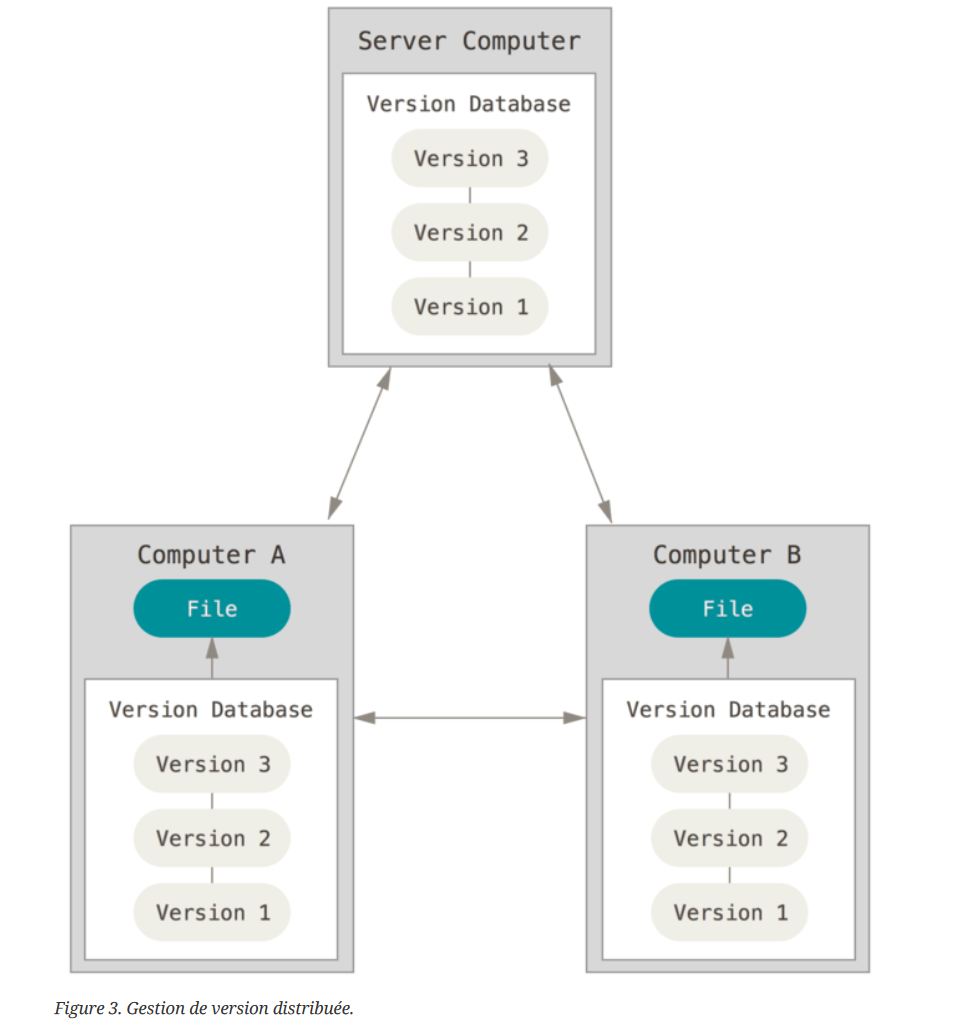 Server Computer
Version Database
Version 3
Version 2
Version 1
Computer A
File
Version Database
Version 3
Version 2
Version 1
Computer B
File
Version Database
Version 3
Version 2
Version 1
Figure 3. Gestion de version distribuée.